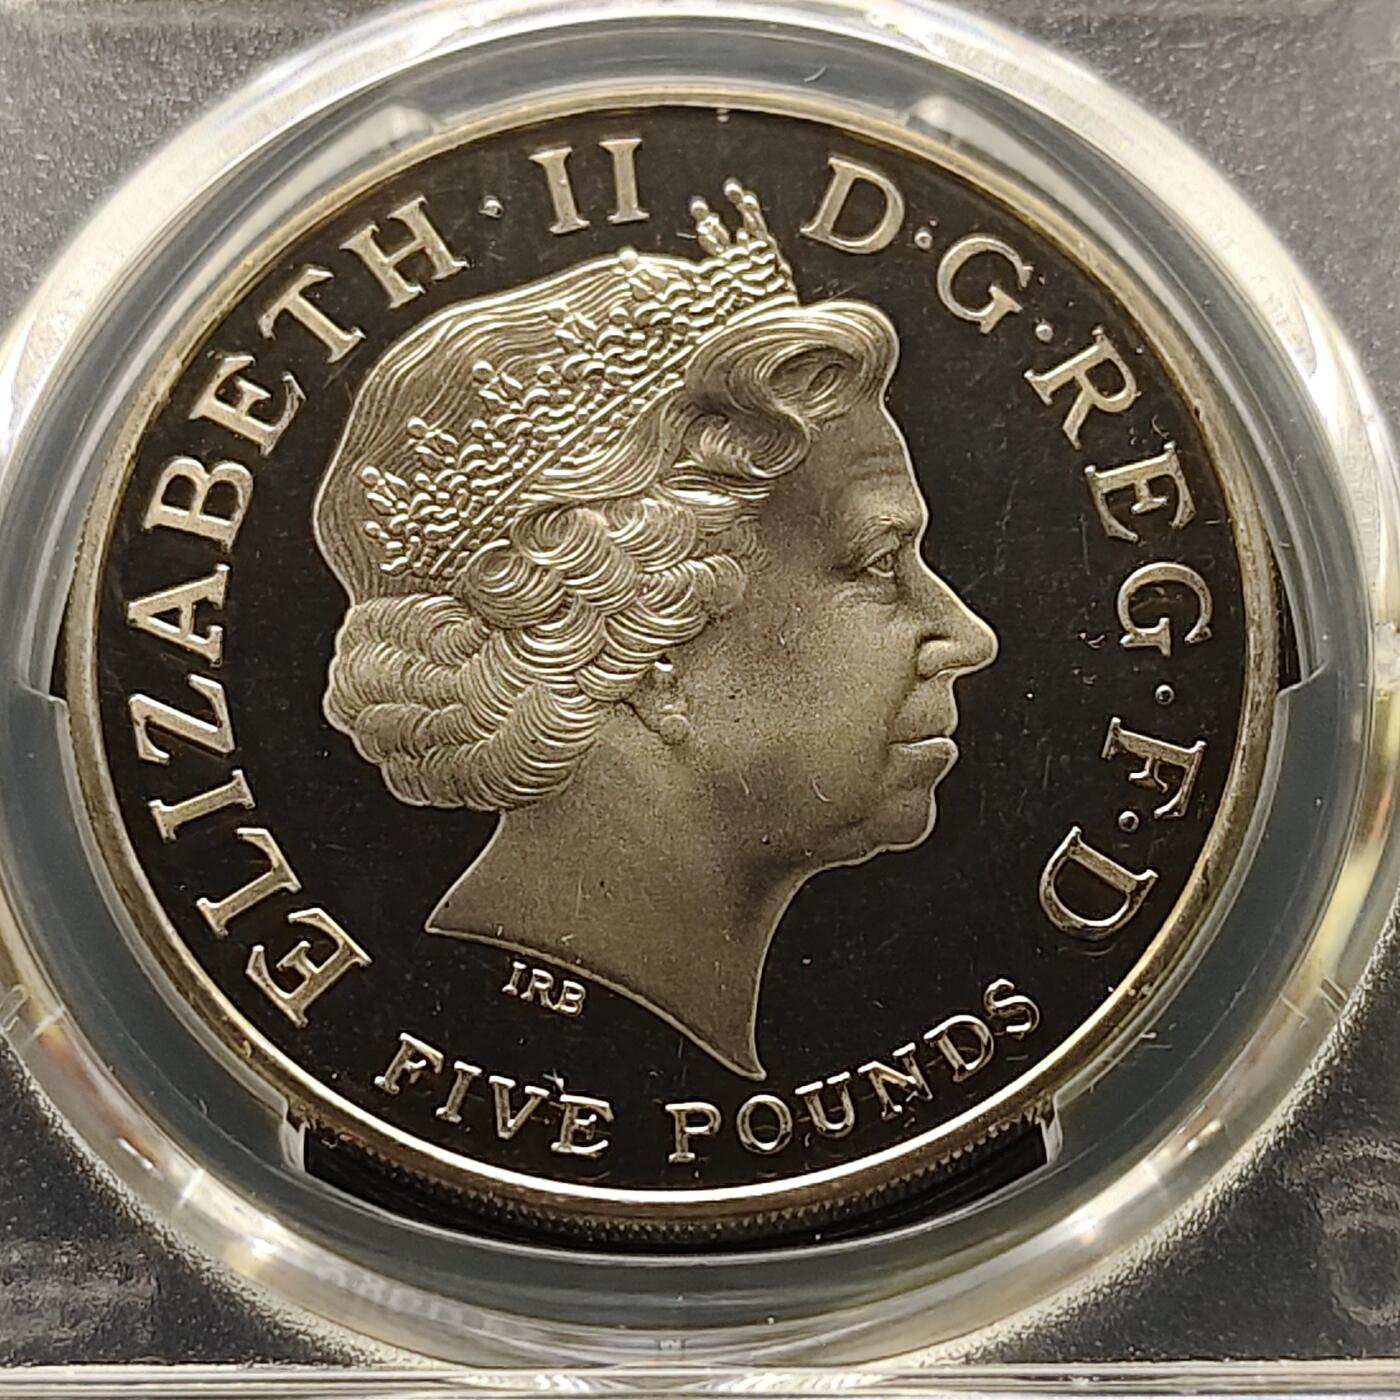 ELIZABETH · II D · G · REG · F · D
FIVE POUNDS
IRB